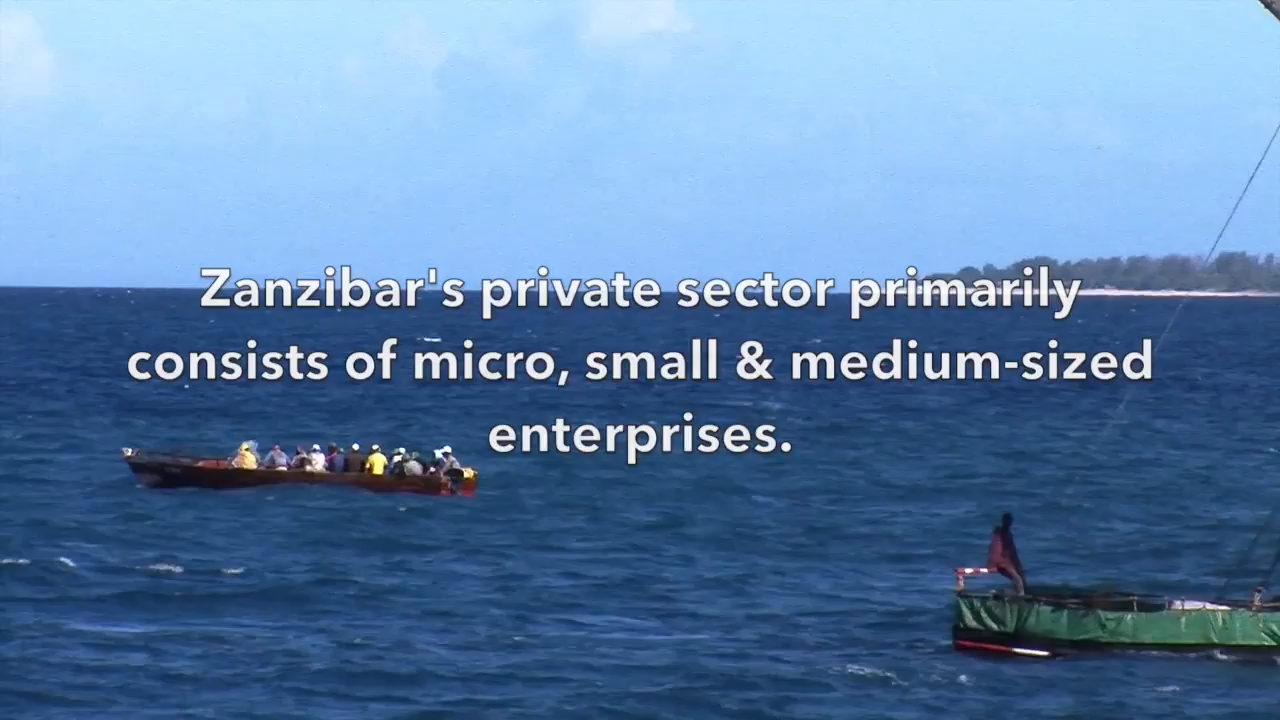 Zanzibar's private sector primarily
consists of micro, small & medium-sized
enterprises.